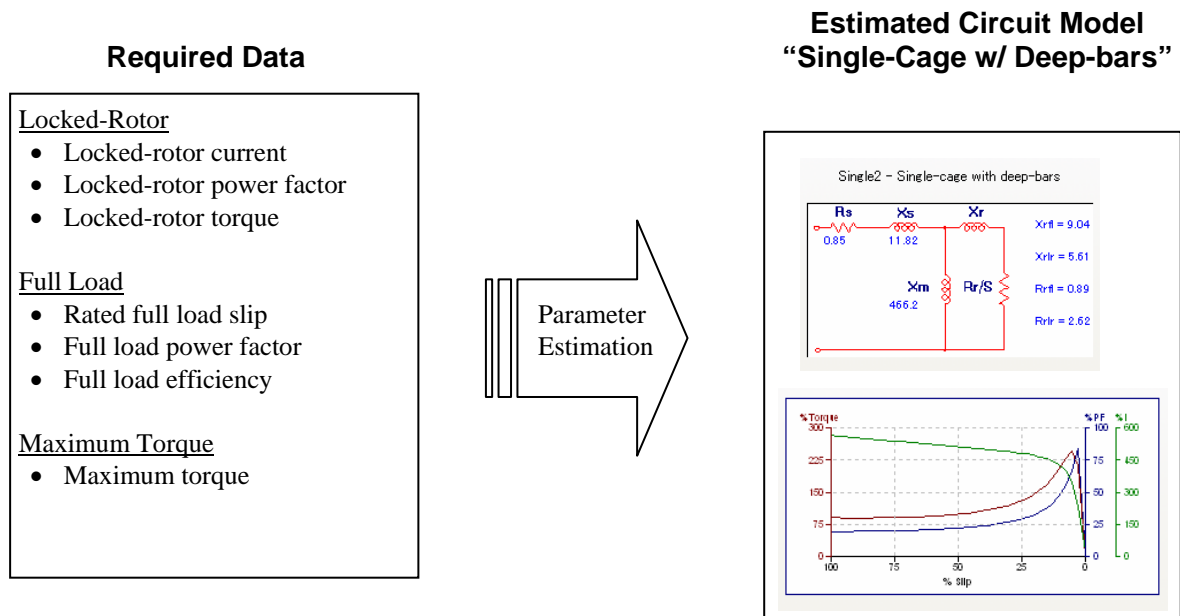 Required Data
Locked-Rotor
• Locked-rotor current
• Locked-rotor power factor
• Locked-rotor torque
Full Load
• Rated full load slip
• Full load power factor
• Full load efficiency
Maximum Torque
• Maximum torque
Parameter
Estimation
Estimated Circuit Model
“Single-Cage w/ Deep-bars”
Single2 - Single-cage with deep-bars
Rs Xs Xr
0.85 11.82
Xm Rr/S
466.2
Xrfl = 9.04
Xrlr = 5.61
Rrfl = 0.89
Rrlr = 2.62
%Torque %PF %I
300 100 600
225 75 450
150 50 300
75 25 150
0 0 0
100 75 50 25 0
% Slip